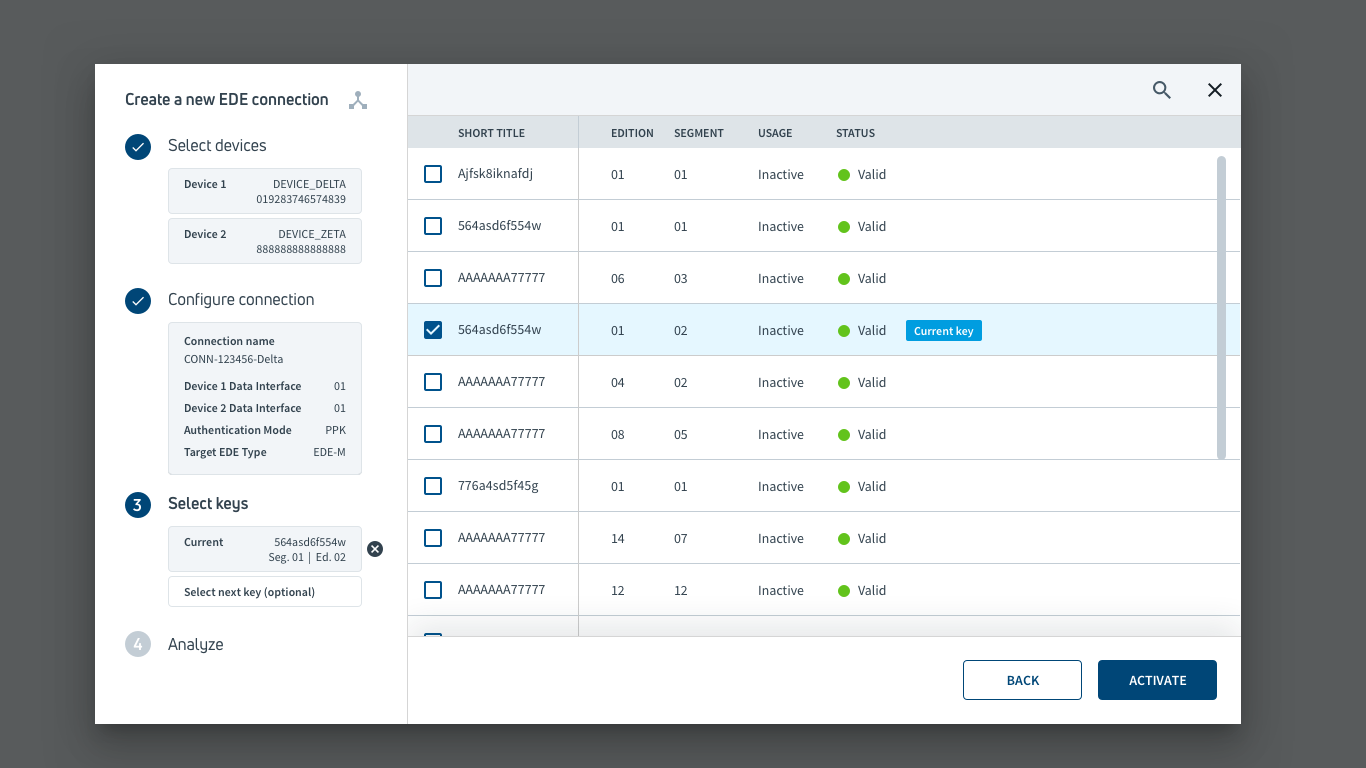 Create a new EDE connection
Select devices
Device 1 DEVICE_DELTA
019283746574839
Device 2 DEVICE_ZETA
888888888888888
Configure connection
Connection name
CONN-123456-Delta
Device 1 Data Interface 01
Device 2 Data Interface 01
Authentication Mode PPK
Target EDE Type EDE-M
3 Select keys
Current 564asd6f554w
Seg. 01 | Ed. 02
Select next key (optional)
4 Analyze
SHORT TITLE EDITION SEGMENT USAGE STATUS
Ajfsk8iknafdj 01 01 Inactive Valid
564asd6f554w 01 01 Inactive Valid
AAAAAAA77777 06 03 Inactive Valid
564asd6f554w 01 02 Inactive Valid Current key
AAAAAAA77777 04 02 Inactive Valid
AAAAAAA77777 08 05 Inactive Valid
776a4sd5f45g 01 01 Inactive Valid
AAAAAAA77777 14 07 Inactive Valid
AAAAAAA77777 12 12 Inactive Valid
BACK ACTIVATE